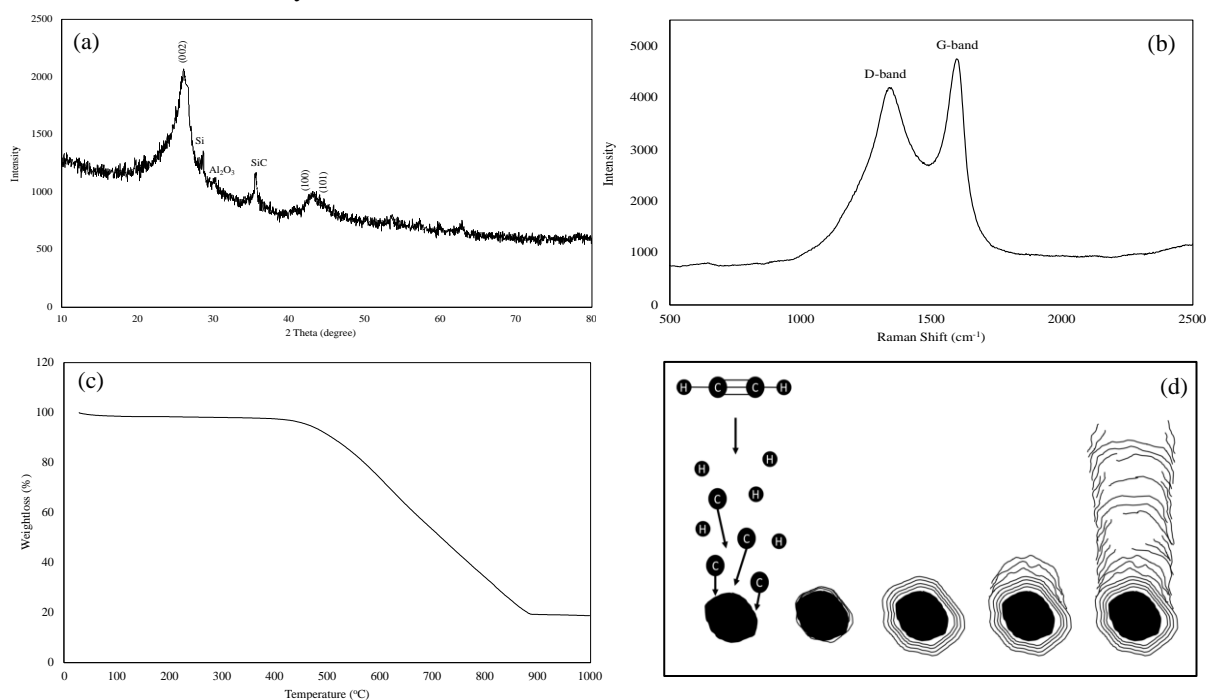 (a)
2500
2000
1500
1000
500
0
Intensity
(002)
Si
Al₂O₃
SiC
(100)
(101)
10 20 30 40 50 60 70 80
2 Theta (degree)
(b)
5000
4000
3000
2000
1000
0
Intensity
D-band
G-band
500 1000 1500 2000 2500
Raman Shift (cm⁻¹)
(c)
120
100
80
60
40
20
0
Weightloss (%)
0 100 200 300 400 500 600 700 800 900 1000
Temperature (°C)
(d)
H C C H
H
H
C
H
H
C
H
C
C